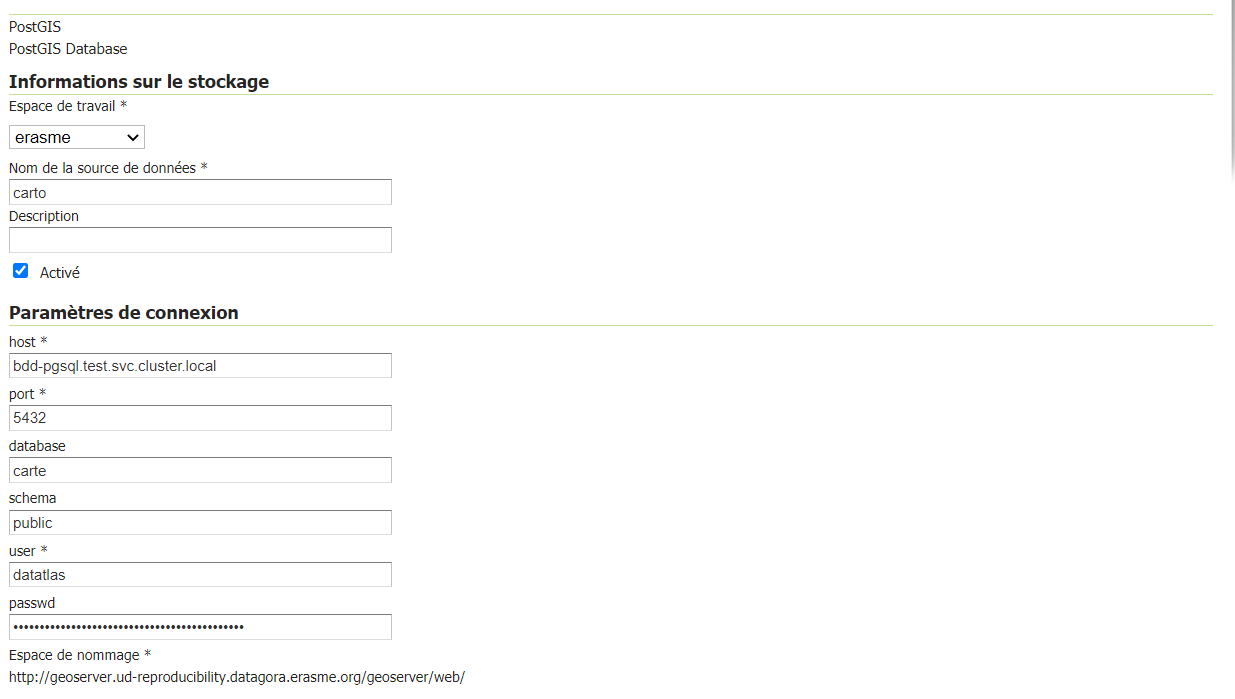 PostGIS
PostGIS Database
Informations sur le stockage
Espace de travail *
erasme
Nom de la source de données *
carto
Description
Activé
Paramètres de connexion
host *
bdd-pgsql.test.svc.cluster.local
port *
5432
database
carte
schema
public
user *
datatlas
passwd
••••••••••••••••••••••••••••••••••••••••••••
Espace de nommage *
http://geoserver.ud-reproducibility.datagora.erasme.org/geoserver/web/